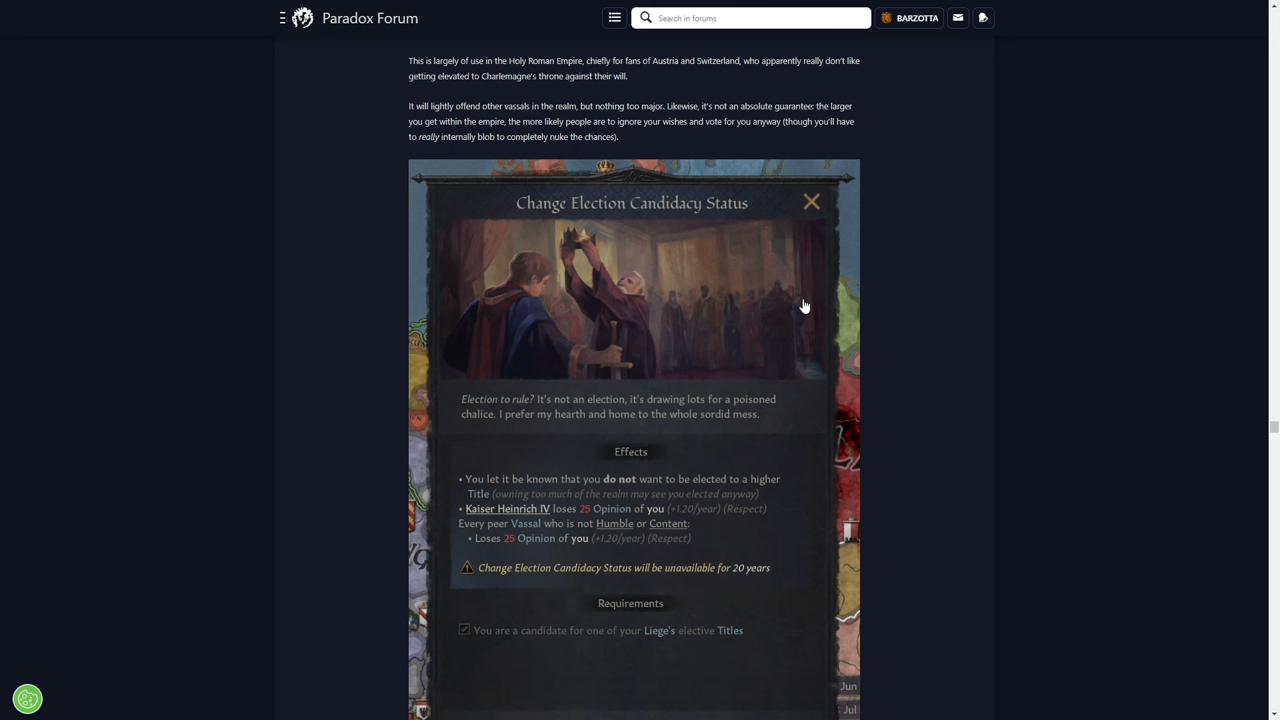 Paradox Forum
Search in forums
BARZOTTA
This is largely of use in the Holy Roman Empire, chiefly for fans of Austria and Switzerland, who apparently really don't like
getting elevated to Charlemagne's throne against their will.
It will lightly offend other vassals in the realm, but nothing too major. Likewise, it's not an absolute guarantee: the larger
you get within the empire, the more likely people are to ignore your wishes and vote for you anyway (though you'll have
to really internally blob to completely nuke the chances).
Change Election Candidacy Status
Election to rule? It's not an election, it's drawing lots for a poisoned
chalice. I prefer my hearth and home to the whole sordid mess.
Effects
• You let it be known that you do not want to be elected to a higher
Title (owning too much of the realm may see you elected anyway)
• Kaiser Heinrich IV loses 25 Opinion of you (+1.20/year) (Respect)
Every peer Vassal who is not Humble or Content:
• Loses 25 Opinion of you (+1.20/year) (Respect)
Change Election Candidacy Status will be unavailable for 20 years
Requirements
You are a candidate for one of your Liege's elective Titles
Jun
Jul